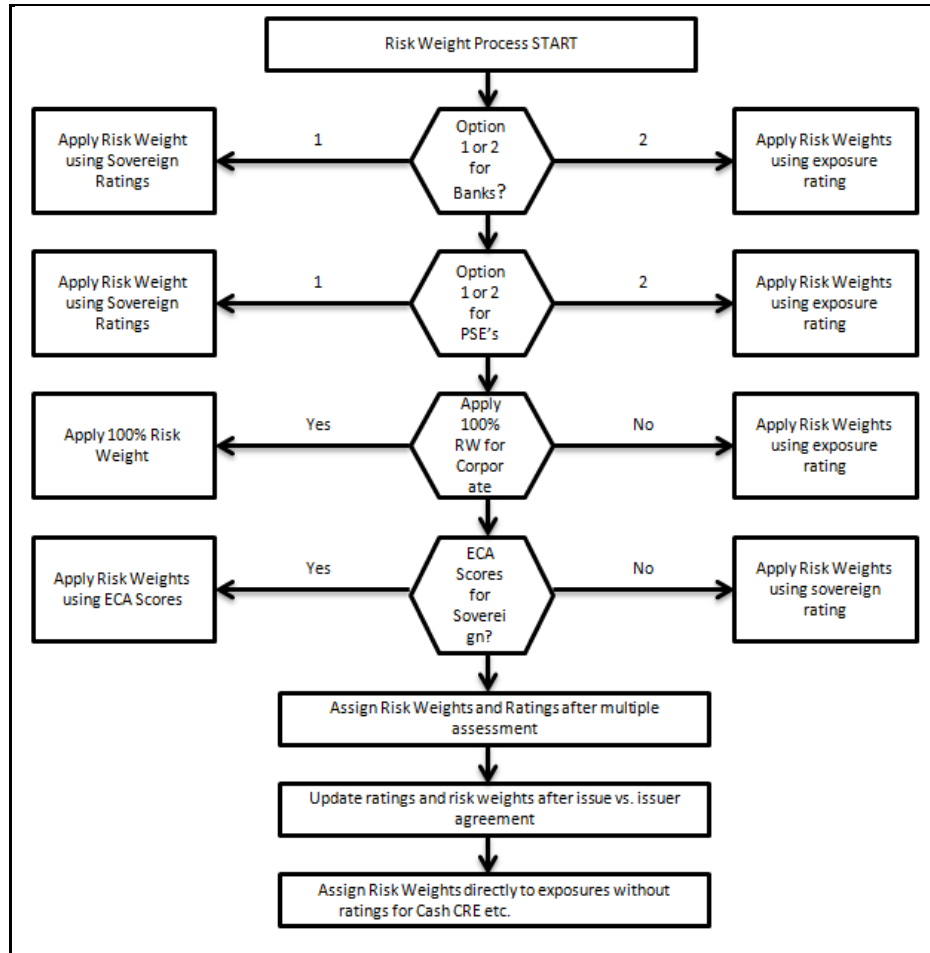 Risk Weight Process START
Option
1 or 2
for
Banks?
1
2
Apply Risk Weight
using Sovereign
Ratings
Apply Risk Weights
using exposure
rating
Option
1 or 2
for
PSE's
1
2
Apply Risk Weight
using Sovereign
Ratings
Apply Risk Weights
using exposure
rating
Apply
100%
RW for
Corpor
ate
Yes
No
Apply 100% Risk
Weight
Apply Risk Weights
using exposure
rating
ECA
Scores
for
Soverei
gn?
Yes
No
Apply Risk Weights
using ECA Scores
Apply Risk Weights
using sovereign
rating
Assign Risk Weights and Ratings after multiple
assessment
Update ratings and risk weights after issue vs. issuer
agreement
Assign Risk Weights directly to exposures without
ratings for Cash CRE etc.